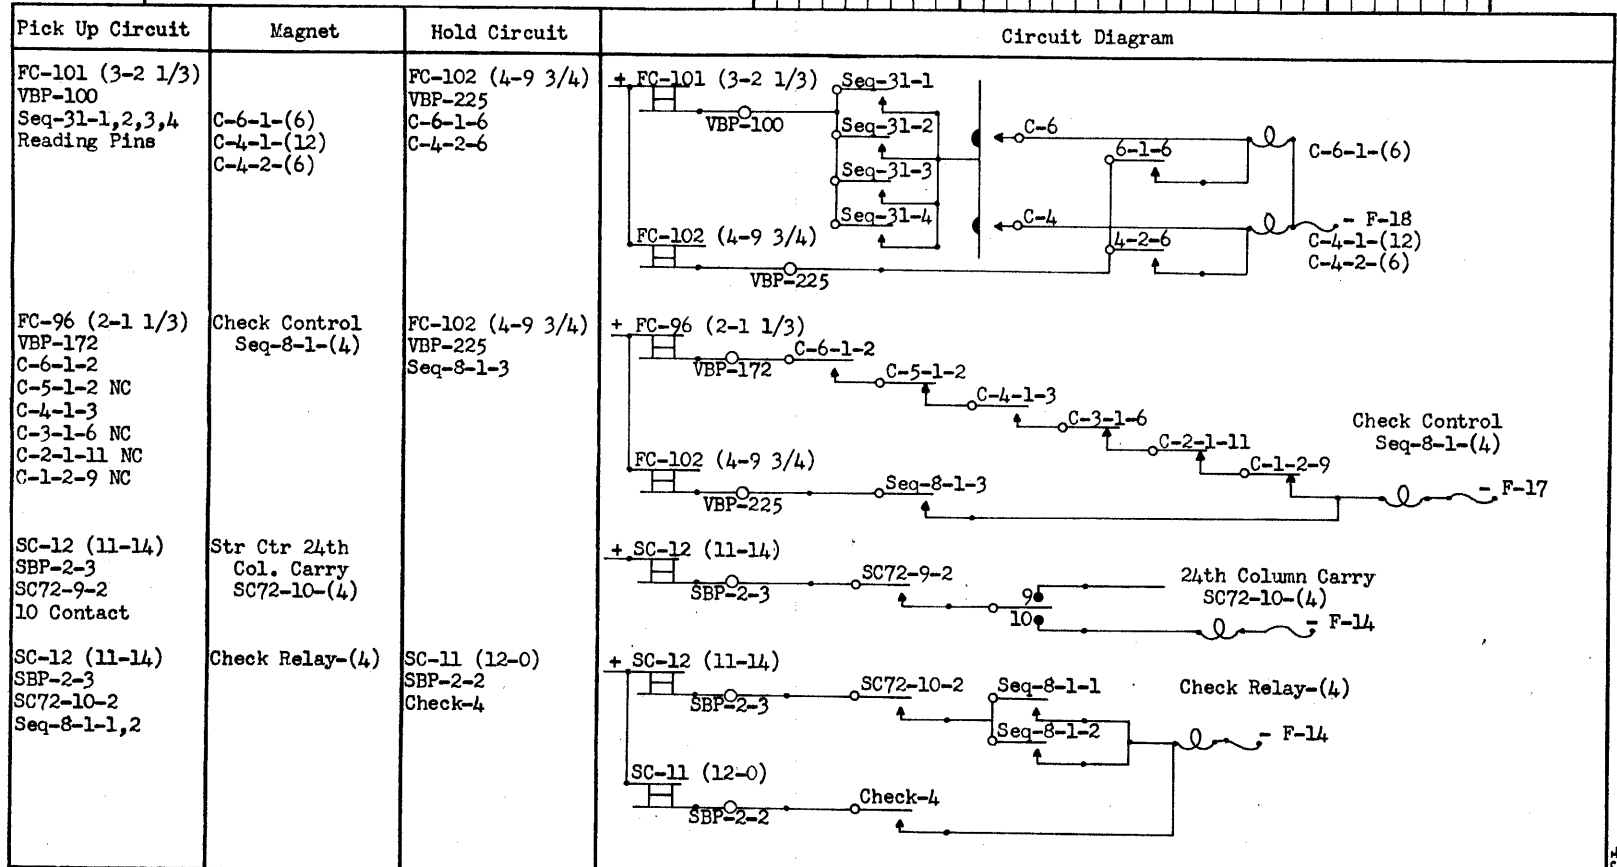 Pick Up Circuit
Magnet
Hold Circuit
Circuit Diagram
FC-101 (3-2 1/3)
VBP-100
Seq-31-1,2,3,4
Reading Pins
C-6-1-(6)
C-4-1-(12)
C-4-2-(6)
FC-102 (4-9 3/4)
VBP-225
C-6-1-6
C-4-2-6
+ FC-101 (3-2 1/3)
VBP-100
Seq-31-1
Seq-31-2
Seq-31-3
Seq-31-4
C-6
6-1-6
C-6-1-(6)
C-4
4-2-6
- F-18
C-4-1-(12)
C-4-2-(6)
FC-102 (4-9 3/4)
VBP-225
FC-96 (2-1 1/3)
VBP-172
C-6-1-2
C-5-1-2 NC
C-4-1-3
C-3-1-6 NC
C-2-1-11 NC
C-1-2-9 NC
Check Control
Seq-8-1-(4)
FC-102 (4-9 3/4)
VBP-225
Seq-8-1-3
+ FC-96 (2-1 1/3)
VBP-172
C-6-1-2
C-5-1-2
C-4-1-3
C-3-1-6
C-2-1-11
C-1-2-9
Check Control
Seq-8-1-(4)
- F-17
FC-102 (4-9 3/4)
VBP-225
Seq-8-1-3
SC-12 (11-14)
SBP-2-3
SC72-9-2
10 Contact
Str Ctr 24th
Col. Carry
SC72-10-(4)
+ SC-12 (11-14)
SBP-2-3
SC72-9-2
9
10
24th Column Carry
SC72-10-(4)
- F-14
SC-12 (11-14)
SBP-2-3
SC72-10-2
Seq-8-1-1,2
Check Relay-(4)
SC-11 (12-0)
SBP-2-2
Check-4
+ SC-12 (11-14)
SBP-2-3
SC72-10-2
Seq-8-1-1
Seq-8-1-2
Check Relay-(4)
- F-14
SC-11 (12-0)
SBP-2-2
Check-4